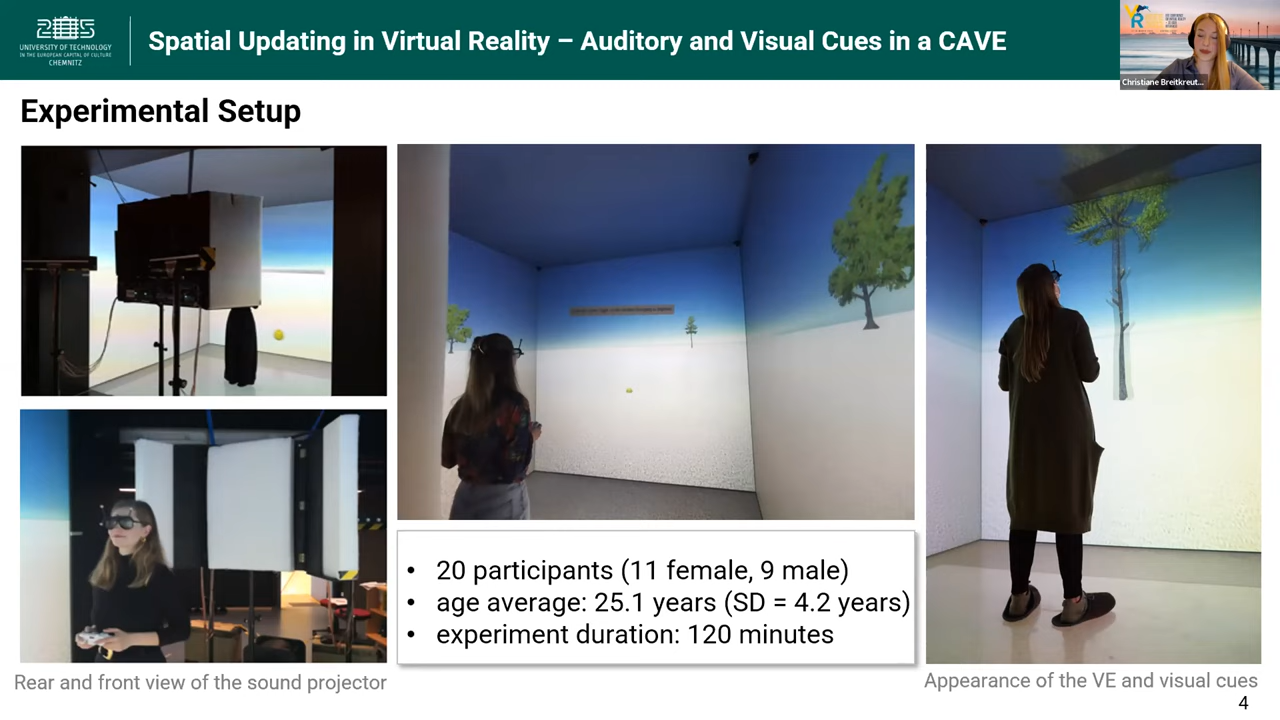 UNIVERSITY OF TECHNOLOGY
IN THE EUROPEAN CAPITAL OF CULTURE
CHEMNITZ
Spatial Updating in Virtual Reality – Auditory and Visual Cues in a CAVE
Christiane Breitkreut...
Experimental Setup
• 20 participants (11 female, 9 male)
• age average: 25.1 years (SD = 4.2 years)
• experiment duration: 120 minutes
Rear and front view of the sound projector
Appearance of the VE and visual cues
4